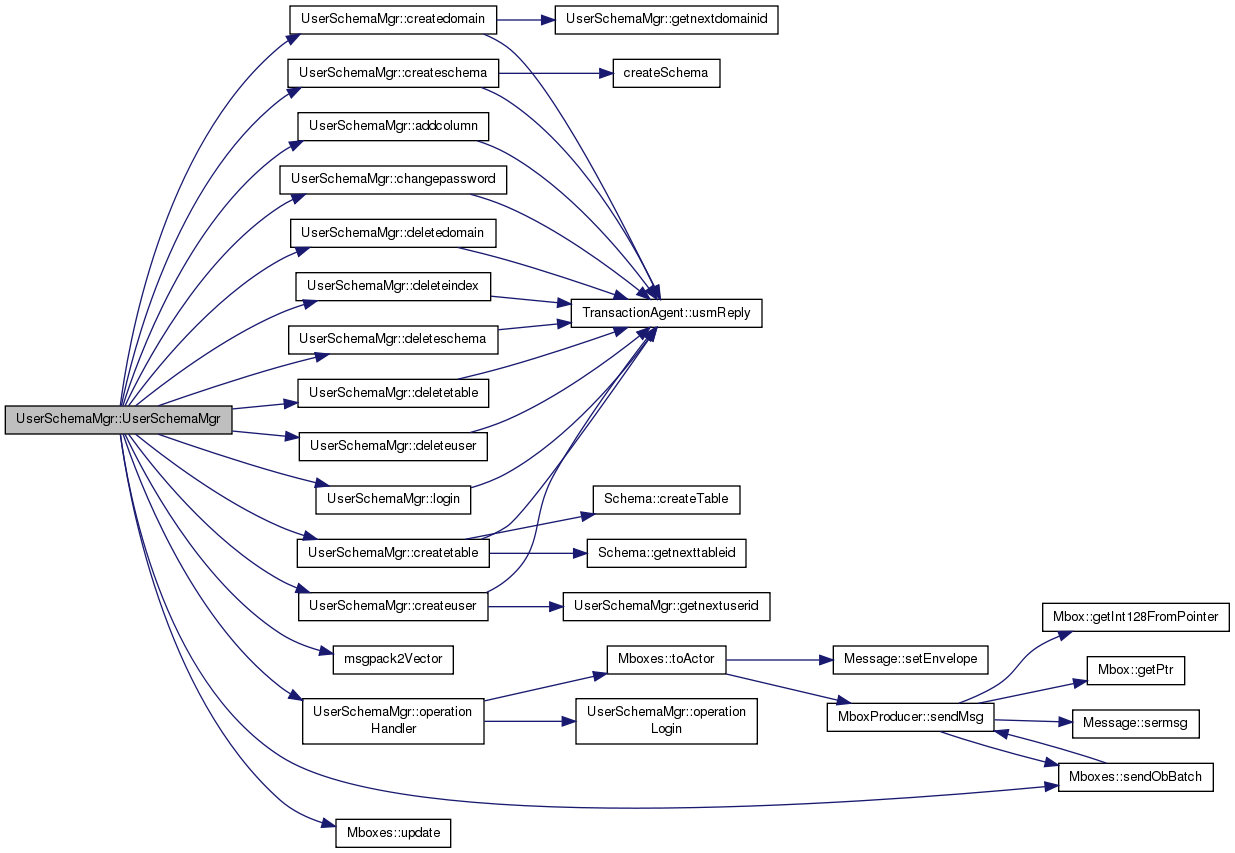 UserSchemaMgr::createdomain
UserSchemaMgr::getnextdomainid
UserSchemaMgr::createschema
createSchema
UserSchemaMgr::addcolumn
UserSchemaMgr::changepassword
UserSchemaMgr::deletedomain
UserSchemaMgr::deleteindex
TransactionAgent::usmReply
UserSchemaMgr::deleteschema
UserSchemaMgr::deletetable
UserSchemaMgr::UserSchemaMgr
UserSchemaMgr::deleteuser
UserSchemaMgr::login
Schema::createTable
UserSchemaMgr::createtable
Schema::getnexttableid
UserSchemaMgr::createuser
UserSchemaMgr::getnextuserid
Mbox::getInt128FromPointer
msgpack2Vector
Mboxes::toActor
Message::setEnvelope
Mbox::getPtr
UserSchemaMgr::operation
Handler
UserSchemaMgr::operation
Login
MboxProducer::sendMsg
Message::sermsg
Mboxes::sendObBatch
Mboxes::update